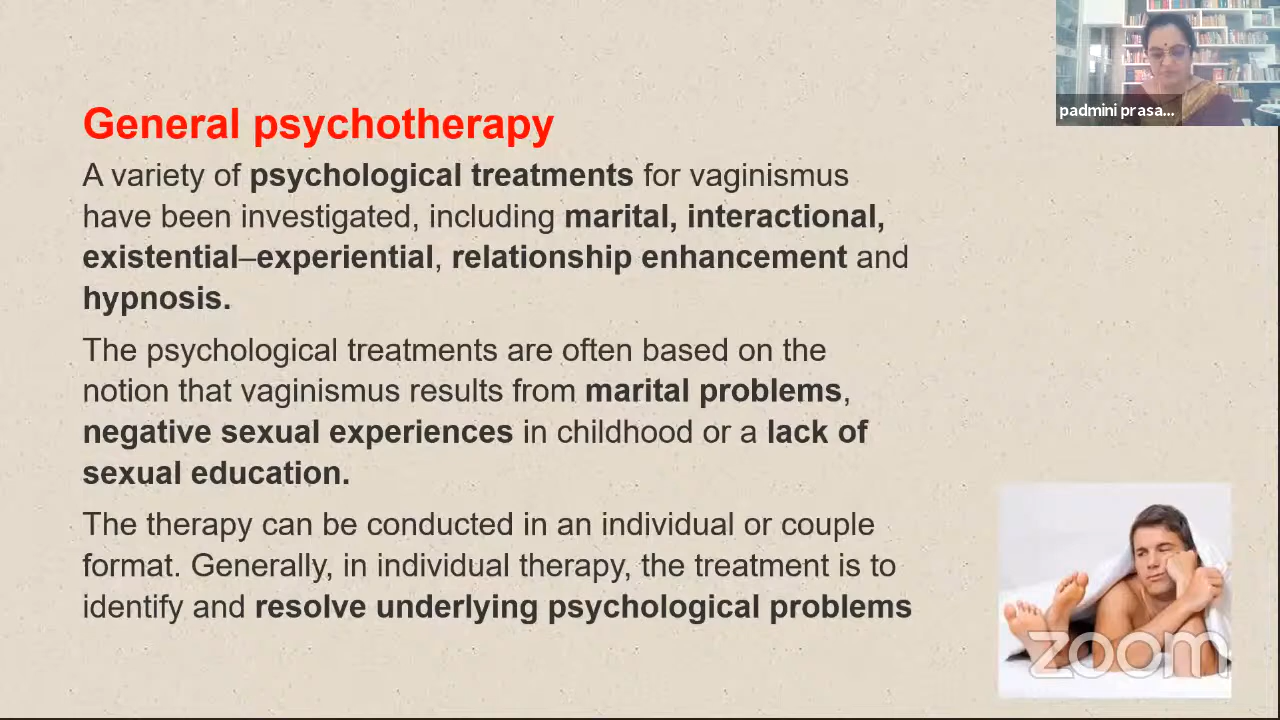 General psychotherapy
A variety of psychological treatments for vaginismus
have been investigated, including marital, interactional,
existential–experiential, relationship enhancement and
hypnosis.
The psychological treatments are often based on the
notion that vaginismus results from marital problems,
negative sexual experiences in childhood or a lack of
sexual education.
The therapy can be conducted in an individual or couple
format. Generally, in individual therapy, the treatment is to
identify and resolve underlying psychological problems
padmini prasa...
zoom